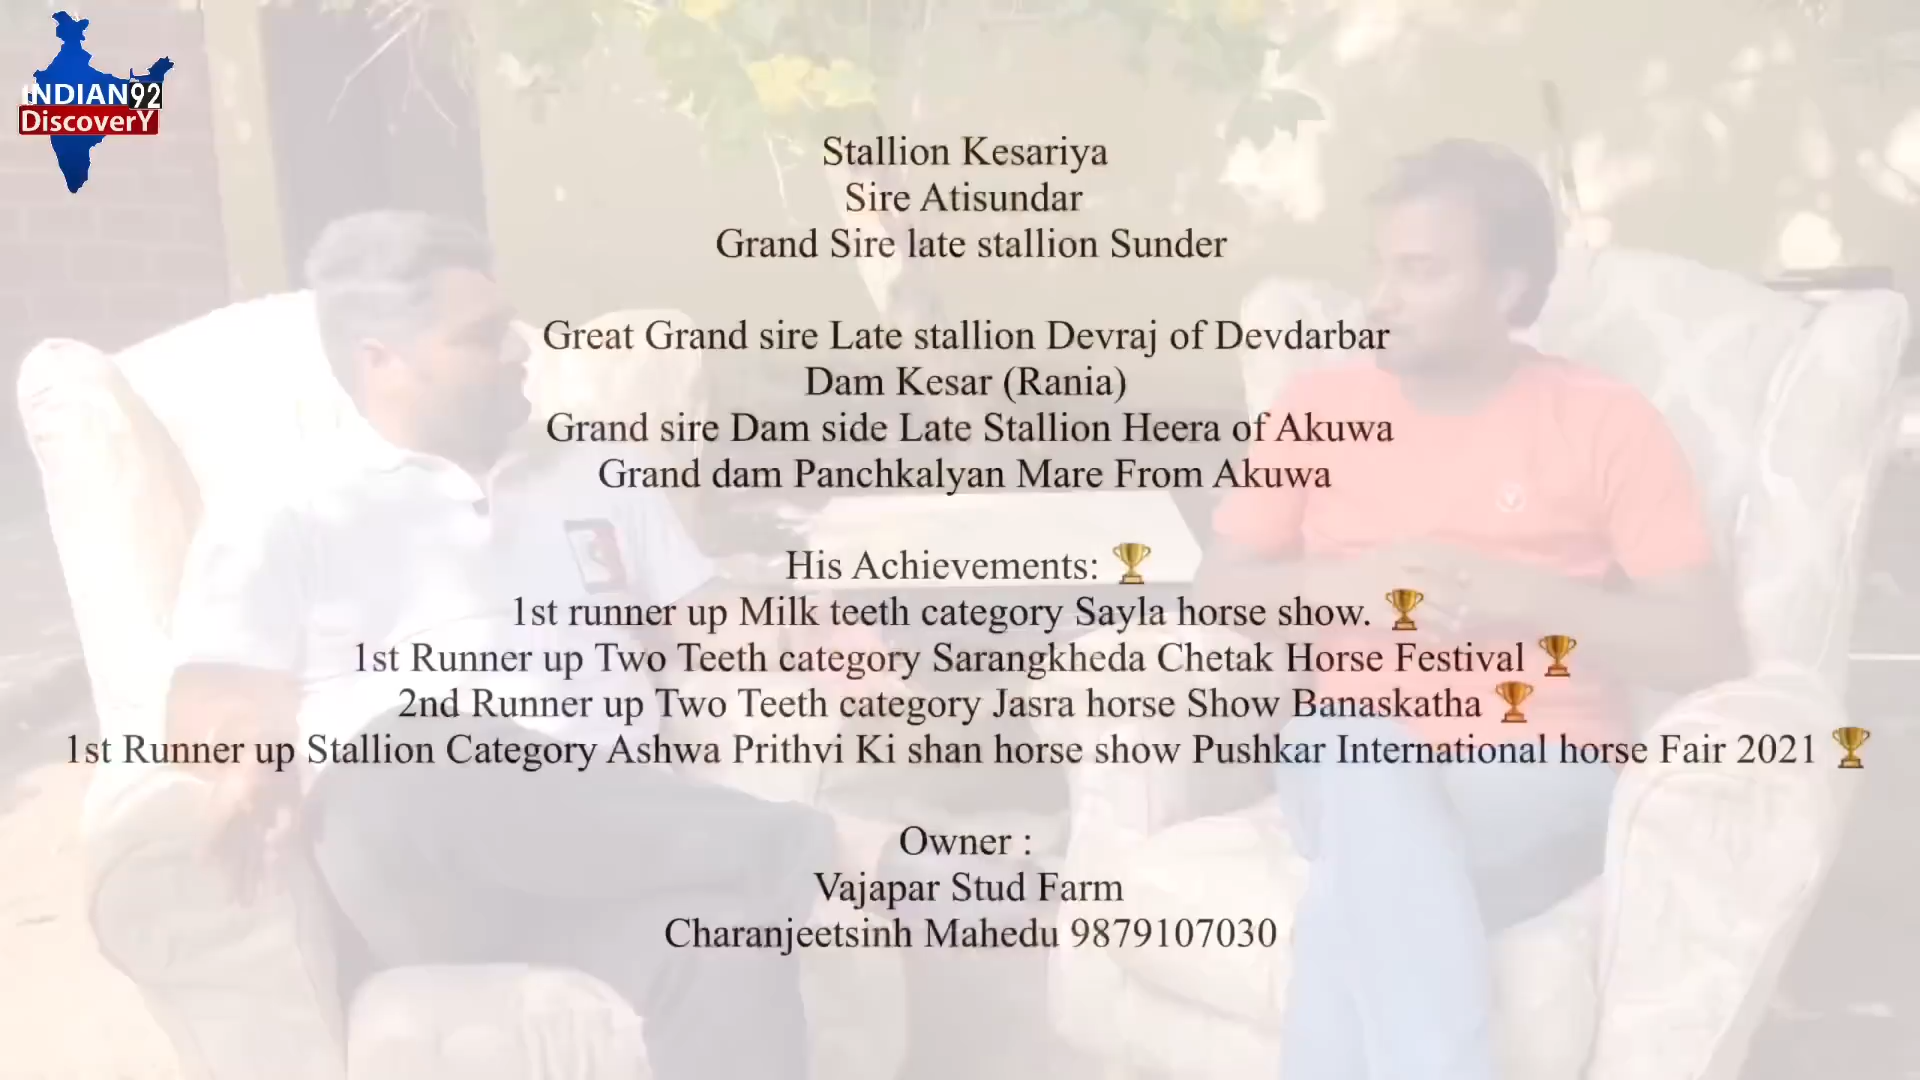 INDIAN92
DiscoverY
Stallion Kesariya
Sire Atisundar
Grand Sire late stallion Sunder
Great Grand sire Late stallion Devraj of Devdarbar
Dam Kesar (Rania)
Grand sire Dam side Late Stallion Heera of Akuwa
Grand dam Panchkalyan Mare From Akuwa
His Achievements: 🏆
1st runner up Milk teeth category Sayla horse show. 🏆
1st Runner up Two Teeth category Sarangkheda Chetak Horse Festival 🏆
2nd Runner up Two Teeth category Jasra horse Show Banaskatha 🏆
1st Runner up Stallion Category Ashwa Prithvi Ki shan horse show Pushkar International horse Fair 2021 🏆
Owner :
Vajapar Stud Farm
Charanjeetsinh Mahedu 9879107030